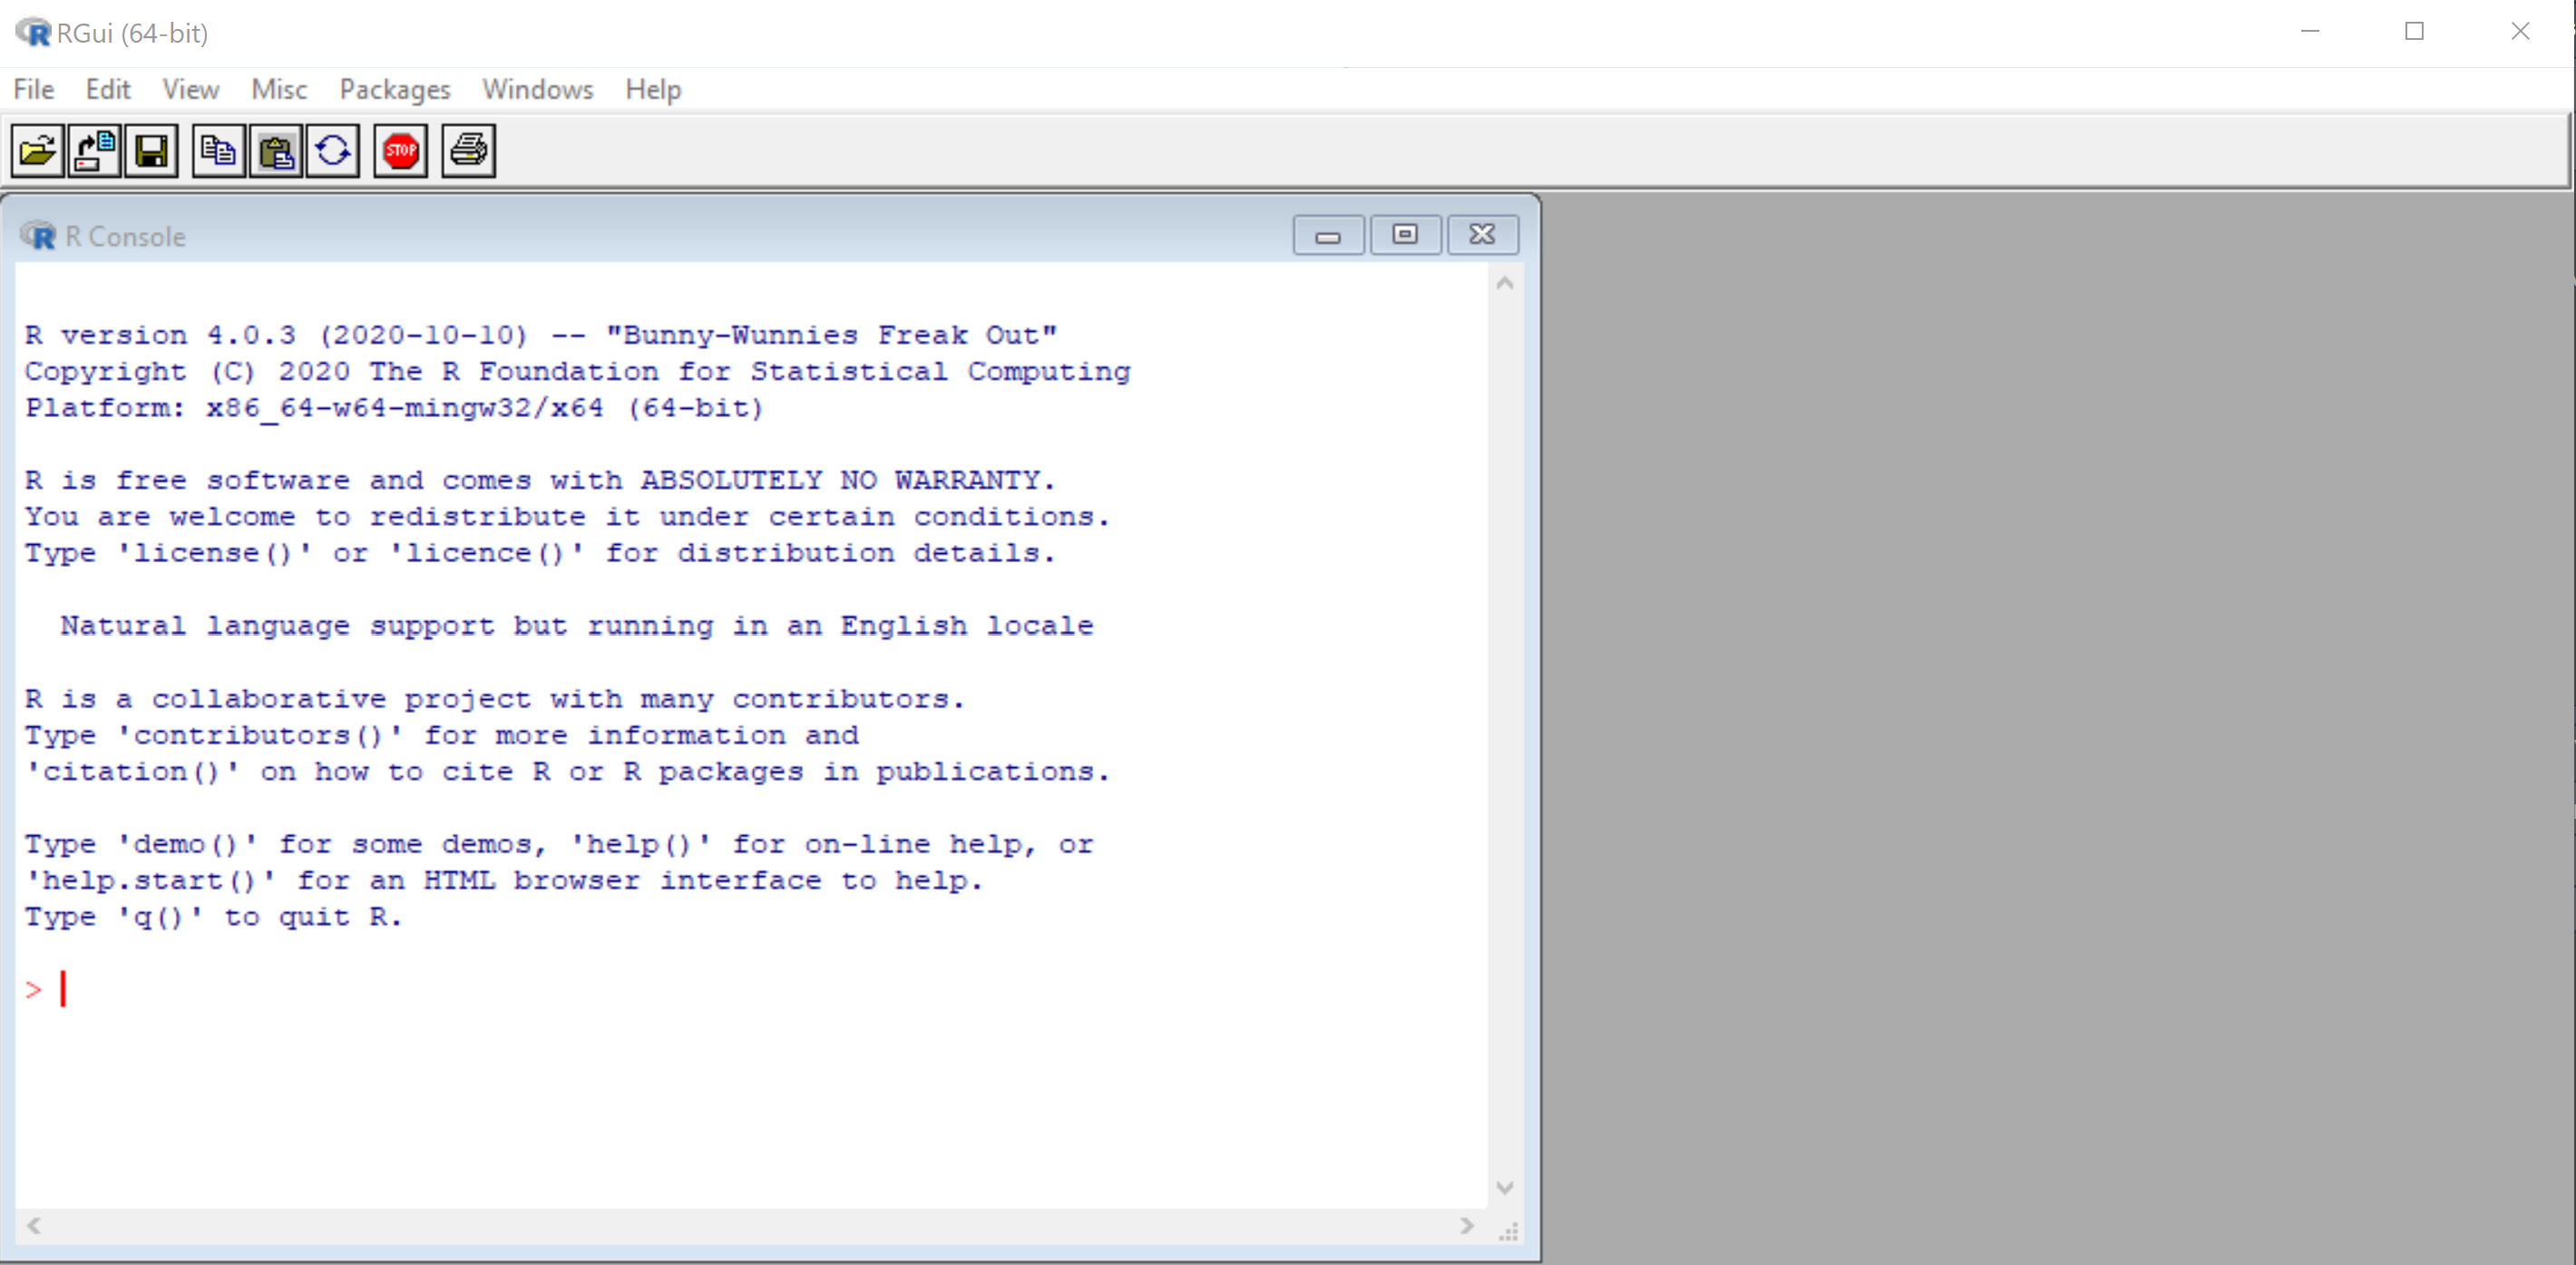 RGui (64-bit)
File Edit View Misc Packages Windows Help
STOP
R Console
R version 4.0.3 (2020-10-10) -- "Bunny-Wunnies Freak Out"
Copyright (C) 2020 The R Foundation for Statistical Computing
Platform: x86_64-w64-mingw32/x64 (64-bit)
R is free software and comes with ABSOLUTELY NO WARRANTY.
You are welcome to redistribute it under certain conditions.
Type 'license()' or 'licence()' for distribution details.
Natural language support but running in an English locale
R is a collaborative project with many contributors.
Type 'contributors()' for more information and
'citation()' on how to cite R or R packages in publications.
Type 'demo()' for some demos, 'help()' for on-line help, or
'help.start()' for an HTML browser interface to help.
Type 'q()' to quit R.
>